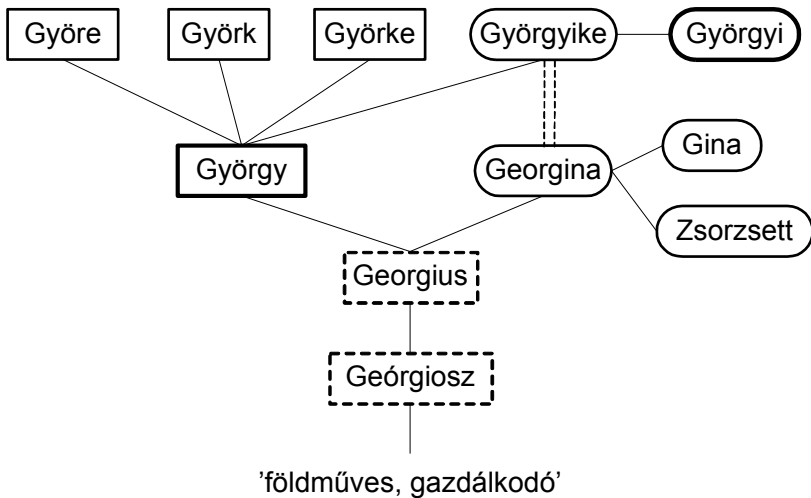 Györe
Györk
Györke
Györgyike
Györgyi
György
Georgina
Gina
Zsorzsett
Georgius
Geórgiosz
’földműves, gazdálkodó’